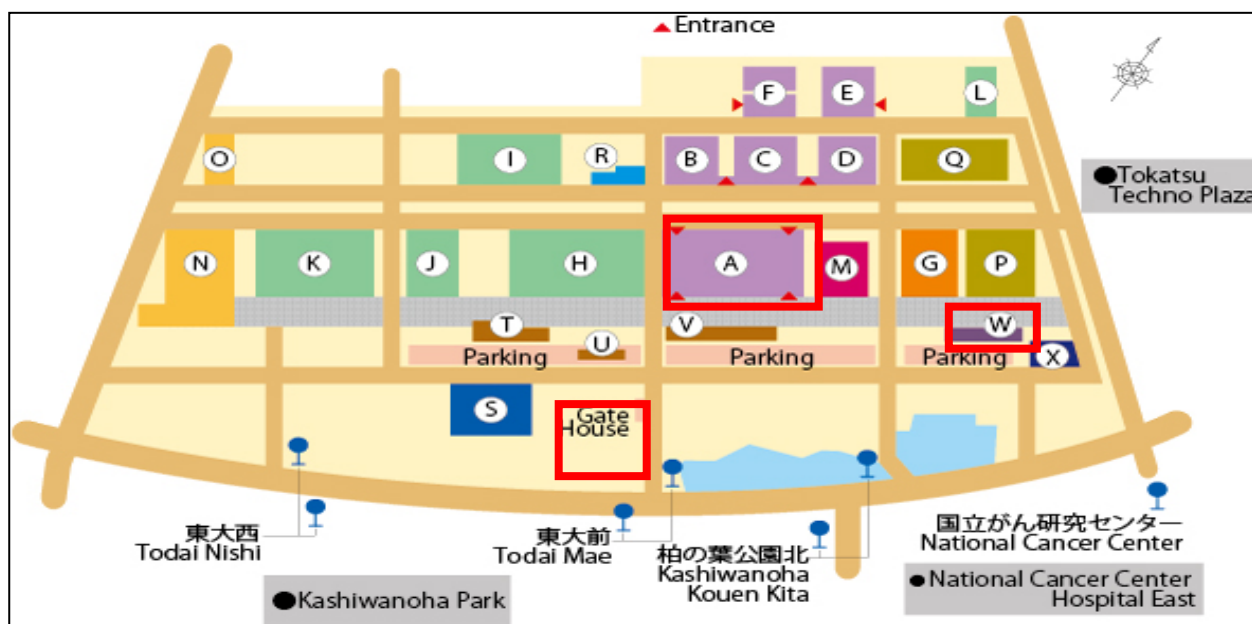 Entrance
F
E
L
O
I
R
B
C
D
Q
Tokatsu
Techno Plaza
N
K
J
H
A
M
G
P
T
U
V
W
X
Parking
Parking
Parking
S
Gate
House
東大西
Todai Nishi
東大前
Todai Mae
柏の葉公園北
Kashiwanoha
Kouen Kita
国立がん研究センター
National Cancer Center
Kashiwanoha Park
National Cancer Center
Hospital East